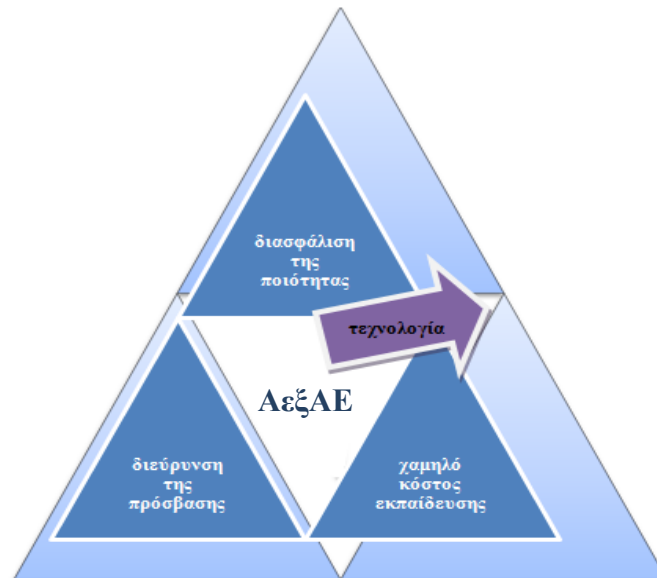 διασφάλιση
της
ποιότητας
τεχνολογία
ΑεξΑΕ
διεύρυνση
της
πρόσβασης
χαμηλό
κόστος
εκπαίδευσης